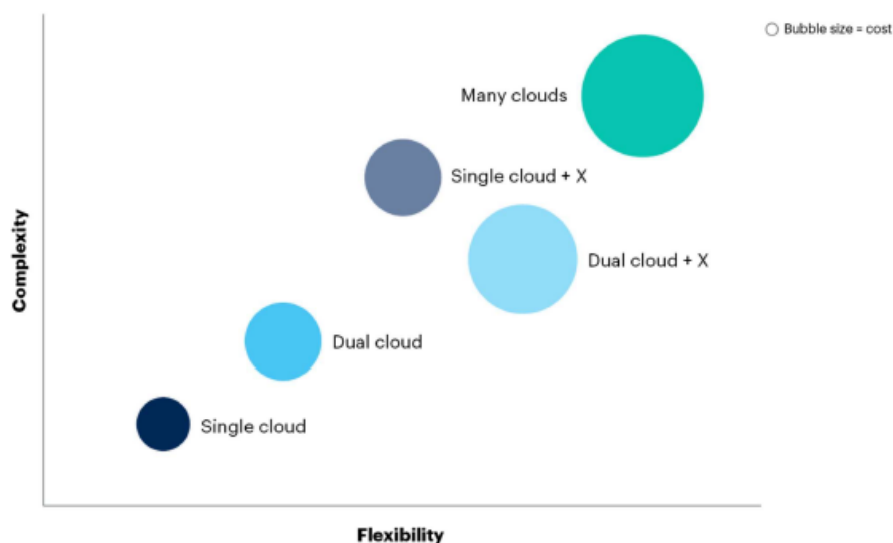 Bubble size = cost
Many clouds
Single cloud + X
Dual cloud + X
Dual cloud
Single cloud
Complexity
Flexibility